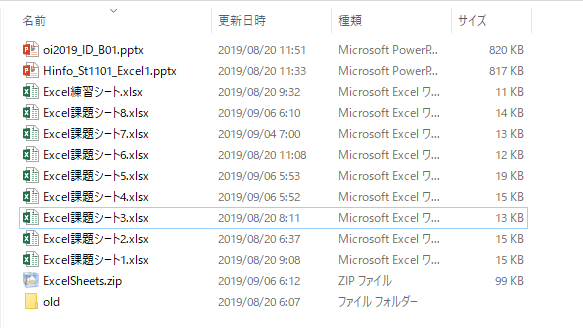 名前 更新日時 種類 サイズ
oi2019_ID_B01.pptx 2019/08/20 11:51 Microsoft PowerP... 820 KB
Hinfo_St1101_Excel1.pptx 2019/08/20 11:33 Microsoft PowerP... 817 KB
Excel練習シート.xlsx 2019/08/20 9:32 Microsoft Excel ワ... 11 KB
Excel課題シート8.xlsx 2019/09/06 6:10 Microsoft Excel ワ... 14 KB
Excel課題シート7.xlsx 2019/09/04 7:00 Microsoft Excel ワ... 13 KB
Excel課題シート6.xlsx 2019/08/20 11:08 Microsoft Excel ワ... 12 KB
Excel課題シート5.xlsx 2019/09/06 5:53 Microsoft Excel ワ... 19 KB
Excel課題シート4.xlsx 2019/09/06 5:52 Microsoft Excel ワ... 15 KB
Excel課題シート3.xlsx 2019/08/20 8:11 Microsoft Excel ワ... 13 KB
Excel課題シート2.xlsx 2019/08/20 6:37 Microsoft Excel ワ... 15 KB
Excel課題シート1.xlsx 2019/08/20 9:08 Microsoft Excel ワ... 15 KB
ExcelSheets.zip 2019/09/06 6:12 ZIP ファイル 99 KB
old 2019/08/20 6:07 ファイル フォルダー